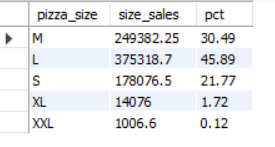 pizza_size size_sales pct
M 249382.25 30.49
L 375318.7 45.89
S 178076.5 21.77
XL 14076 1.72
XXL 1006.6 0.12